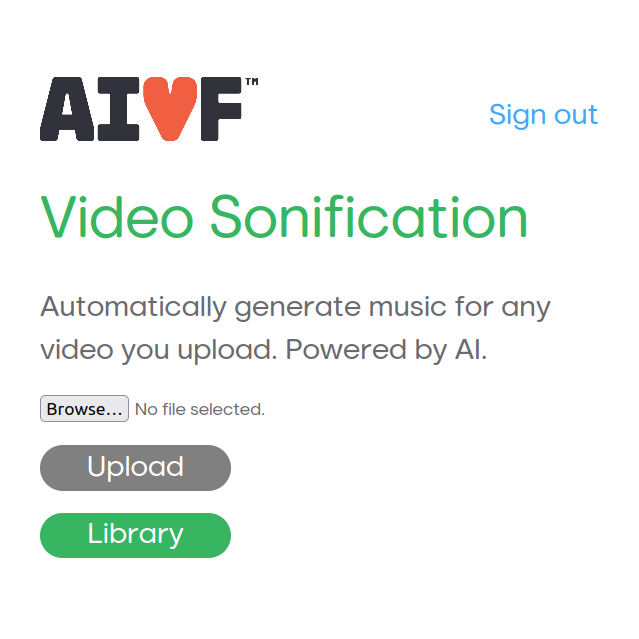 AIVF™
Sign out
Video Sonification
Automatically generate music for any
video you upload. Powered by AI.
Browse... No file selected.
Upload
Library